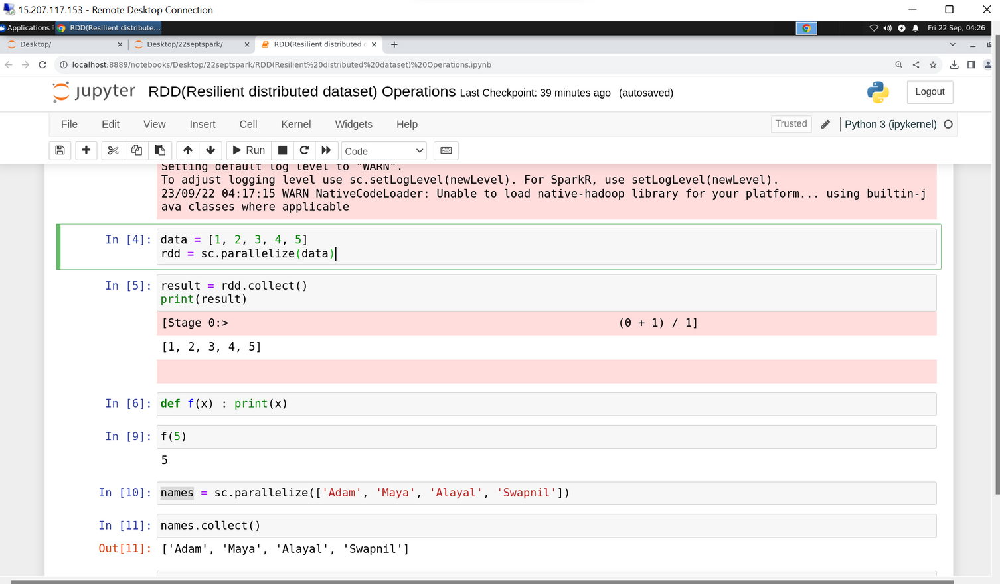 15.207.117.153 - Remote Desktop Connection
Applications
RDD(Resilient distribute...
Fri 22 Sep, 04:26
Desktop/
Desktop/22septspark/
RDD(Resilient distributed
localhost:8889/notebooks/Desktop/22septspark/RDD(Resilient%20distributed%20dataset)%20Operations.ipynb
jupyter RDD(Resilient distributed dataset) Operations Last Checkpoint: 39 minutes ago (autosaved)
Logout
File Edit View Insert Cell Kernel Widgets Help
Trusted
Python 3 (ipykernel)
Run
Code
Setting default log level to "WARN".
To adjust logging level use sc.setLogLevel(newLevel). For SparkR, use setLogLevel(newLevel).
23/09/22 04:17:15 WARN NativeCodeLoader: Unable to load native-hadoop library for your platform... using builtin-j
ava classes where applicable
In [4]: data = [1, 2, 3, 4, 5]
rdd = sc.parallelize(data)
In [5]: result = rdd.collect()
print(result)
[Stage 0:> (0 + 1) / 1]
[1, 2, 3, 4, 5]
In [6]: def f(x) : print(x)
In [9]: f(5)
5
In [10]: names = sc.parallelize(['Adam', 'Maya', 'Alayal', 'Swapnil'])
In [11]: names.collect()
Out[11]: ['Adam', 'Maya', 'Alayal', 'Swapnil']